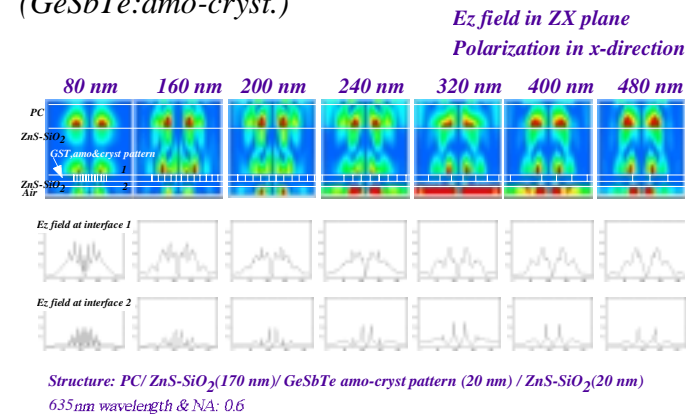 (GeSbTe:amo-cryst.)
Ez field in ZX plane
Polarization in x-direction
80 nm 160 nm 200 nm 240 nm 320 nm 400 nm 480 nm
PC
ZnS-SiO2
GST,amo&cryst pattern
1
ZnS-SiO2
2
Air
Ez field at interface 1
Ez field at interface 2
Structure: PC/ ZnS-SiO2(170 nm)/ GeSbTe amo-cryst pattern (20 nm) / ZnS-SiO2(20 nm)
635nm wavelength & NA: 0.6